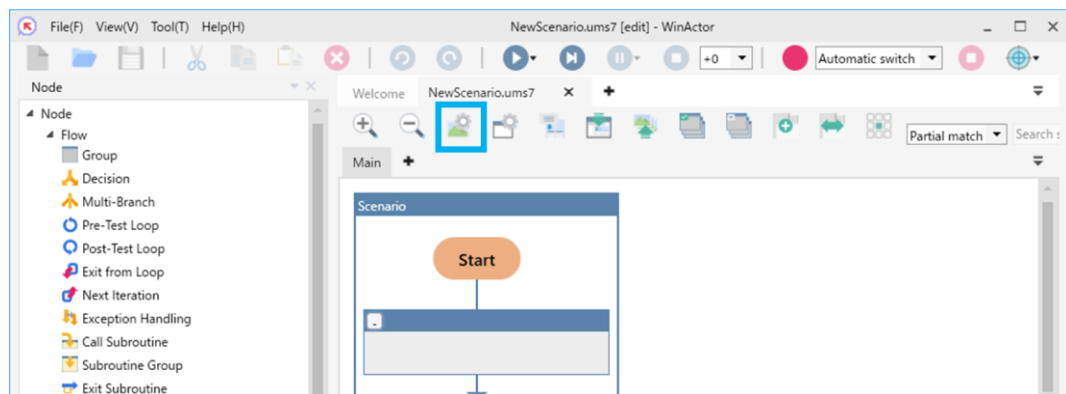 File(F) View(V) Tool(T) Help(H) NewScenario.ums7 [edit] - WinActor
+0 Automatic switch
Node
Welcome NewScenario.ums7
Node
Flow
Group
Decision
Multi-Branch
Pre-Test Loop
Post-Test Loop
Exit from Loop
Next Iteration
Exception Handling
Call Subroutine
Subroutine Group
Exit Subroutine
Partial match Search s
Main
Scenario
Start